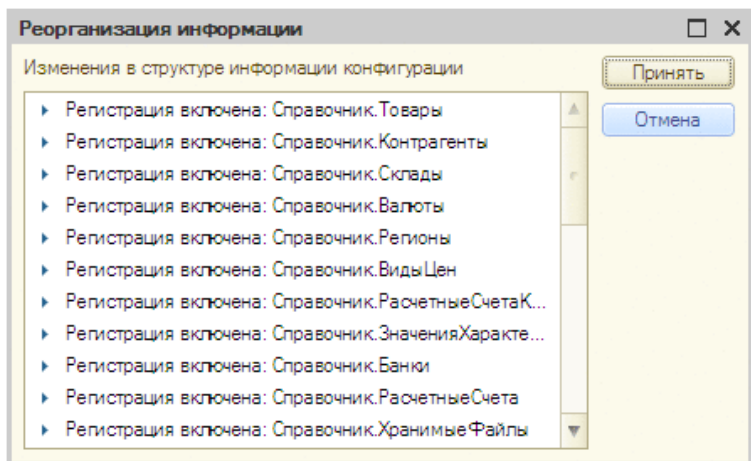 Реорганизация информации
Изменения в структуре информации конфигурации
Принять
Отмена
Регистрация включена: Справочник.Товары
Регистрация включена: Справочник.Контрагенты
Регистрация включена: Справочник.Склады
Регистрация включена: Справочник.Валюты
Регистрация включена: Справочник.Регионы
Регистрация включена: Справочник.ВидыЦен
Регистрация включена: Справочник.РасчетныеСчетаК...
Регистрация включена: Справочник.ЗначенияХаракте...
Регистрация включена: Справочник.Банки
Регистрация включена: Справочник.РасчетныеСчета
Регистрация включена: Справочник.ХранимыеФайлы